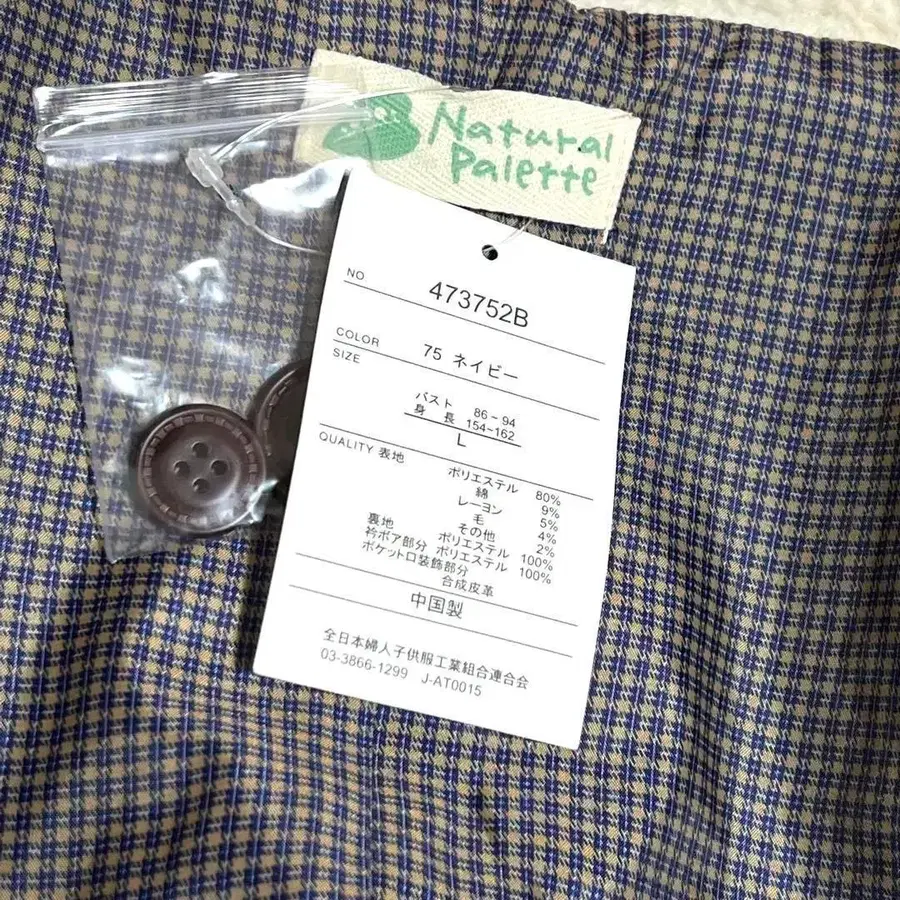 Natural
Palette
NO. 473752B
COLOR 75 ネイビー
SIZE
バスト 86-94
身長 154-162
L
QUALITY 表地 ポリエステル 80%
綿 9%
レーヨン 5%
毛 4%
その他 2%
裏地 ポリエステル 100%
衿ボア部分 ポリエステル 100%
ポケット口装飾部分
合成皮革
中国製
全日本婦人子供服工業組合連合会
03-3866-1299 J-AT0015